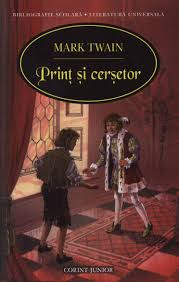 BIBLIOGRAFIE ȘCOLARĂ • LITERATURĂ UNIVERSALĂ
MARK TWAIN
Prinț și cerșetor
CORINT JUNIOR